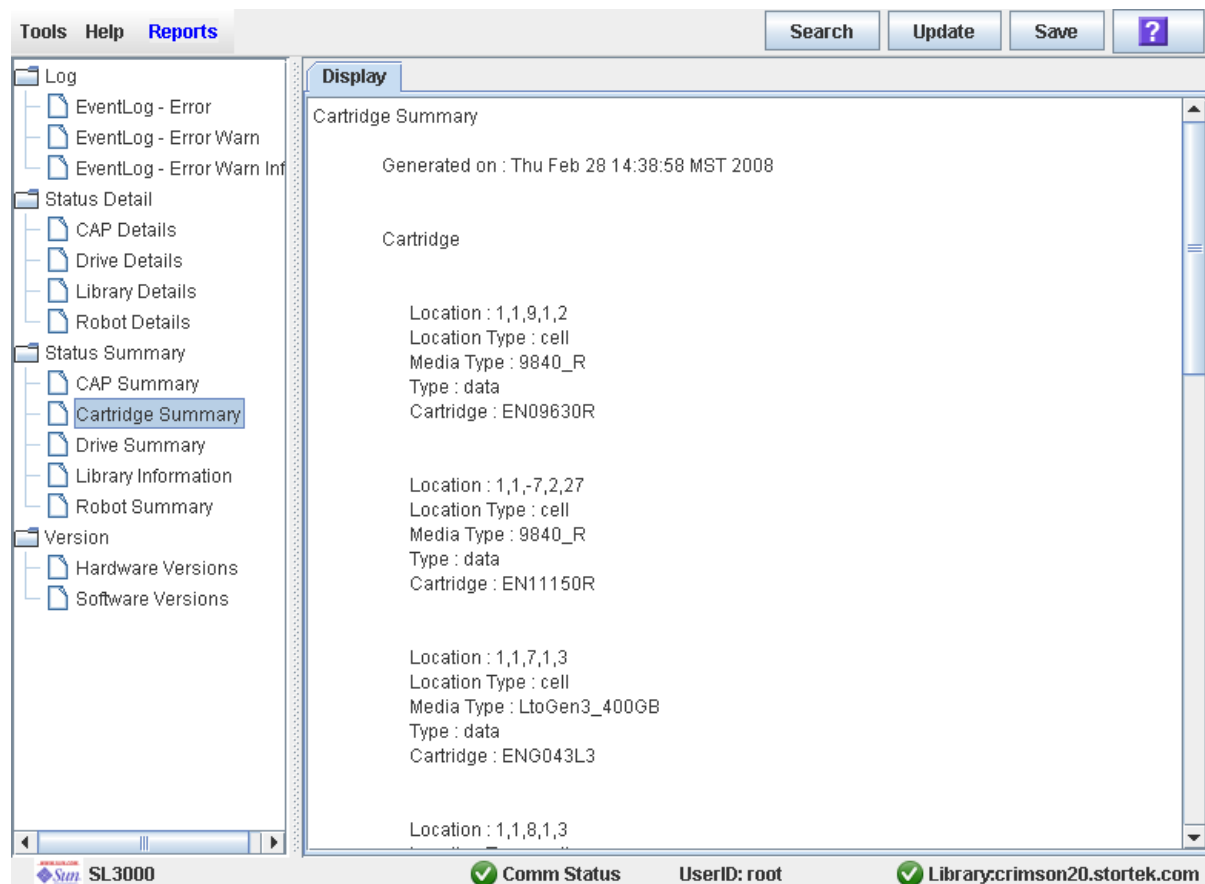 Tools Help Reports
Search Update Save ?
Log
EventLog - Error
EventLog - Error Warn
EventLog - Error Warn Inf
Status Detail
CAP Details
Drive Details
Library Details
Robot Details
Status Summary
CAP Summary
Cartridge Summary
Drive Summary
Library Information
Robot Summary
Version
Hardware Versions
Software Versions
Display
Cartridge Summary
Generated on : Thu Feb 28 14:38:58 MST 2008
Cartridge
Location : 1,1,9,1,2
Location Type : cell
Media Type : 9840_R
Type : data
Cartridge : EN09630R
Location : 1,1,-7,2,27
Location Type : cell
Media Type : 9840_R
Type : data
Cartridge : EN11150R
Location : 1,1,7,1,3
Location Type : cell
Media Type : LtoGen3_400GB
Type : data
Cartridge : ENG043L3
Location : 1,1,8,1,3
Sun SL3000
Comm Status
UserID: root
Library:crimson20.stortek.com